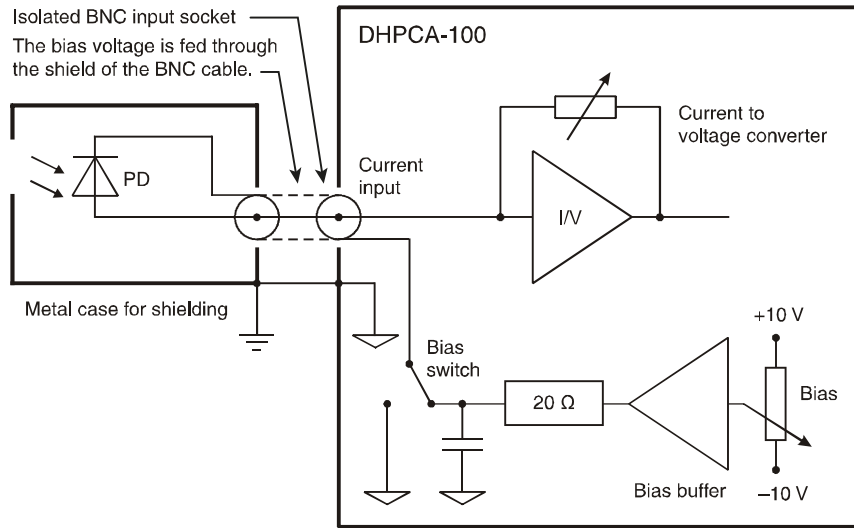 Isolated BNC input socket
The bias voltage is fed through
the shield of the BNC cable.
DHPCA-100
Current to
voltage converter
PD
Current
input
I/V
Metal case for shielding
+10 V
Bias
switch
20 Ω
Bias
Bias buffer
–10 V